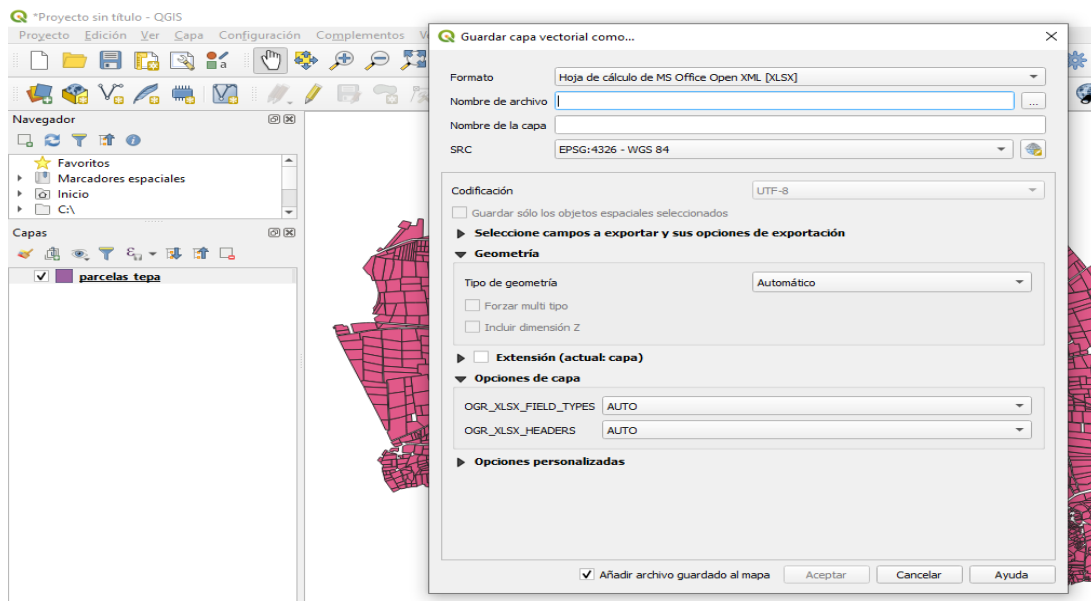 *Proyecto sin título - QGIS
Proyecto Edición Ver Capa Configuración Complementos
Navegador
Favoritos
Marcadores espaciales
Inicio
C:\
Capas
parcelas_tepa
Guardar capa vectorial como...
Formato Hoja de cálculo de MS Office Open XML [XLSX]
Nombre de archivo ...
Nombre de la capa
SRC EPSG:4326 - WGS 84
Codificación UTF-8
Guardar sólo los objetos espaciales seleccionados
Seleccione campos a exportar y sus opciones de exportación
Geometría
Tipo de geometría Automático
Forzar multi tipo
Incluir dimensión Z
Extensión (actual: capa)
Opciones de capa
OGR_XLSX_FIELD_TYPES AUTO
OGR_XLSX_HEADERS AUTO
Opciones personalizadas
Añadir archivo guardado al mapa Aceptar Cancelar Ayuda